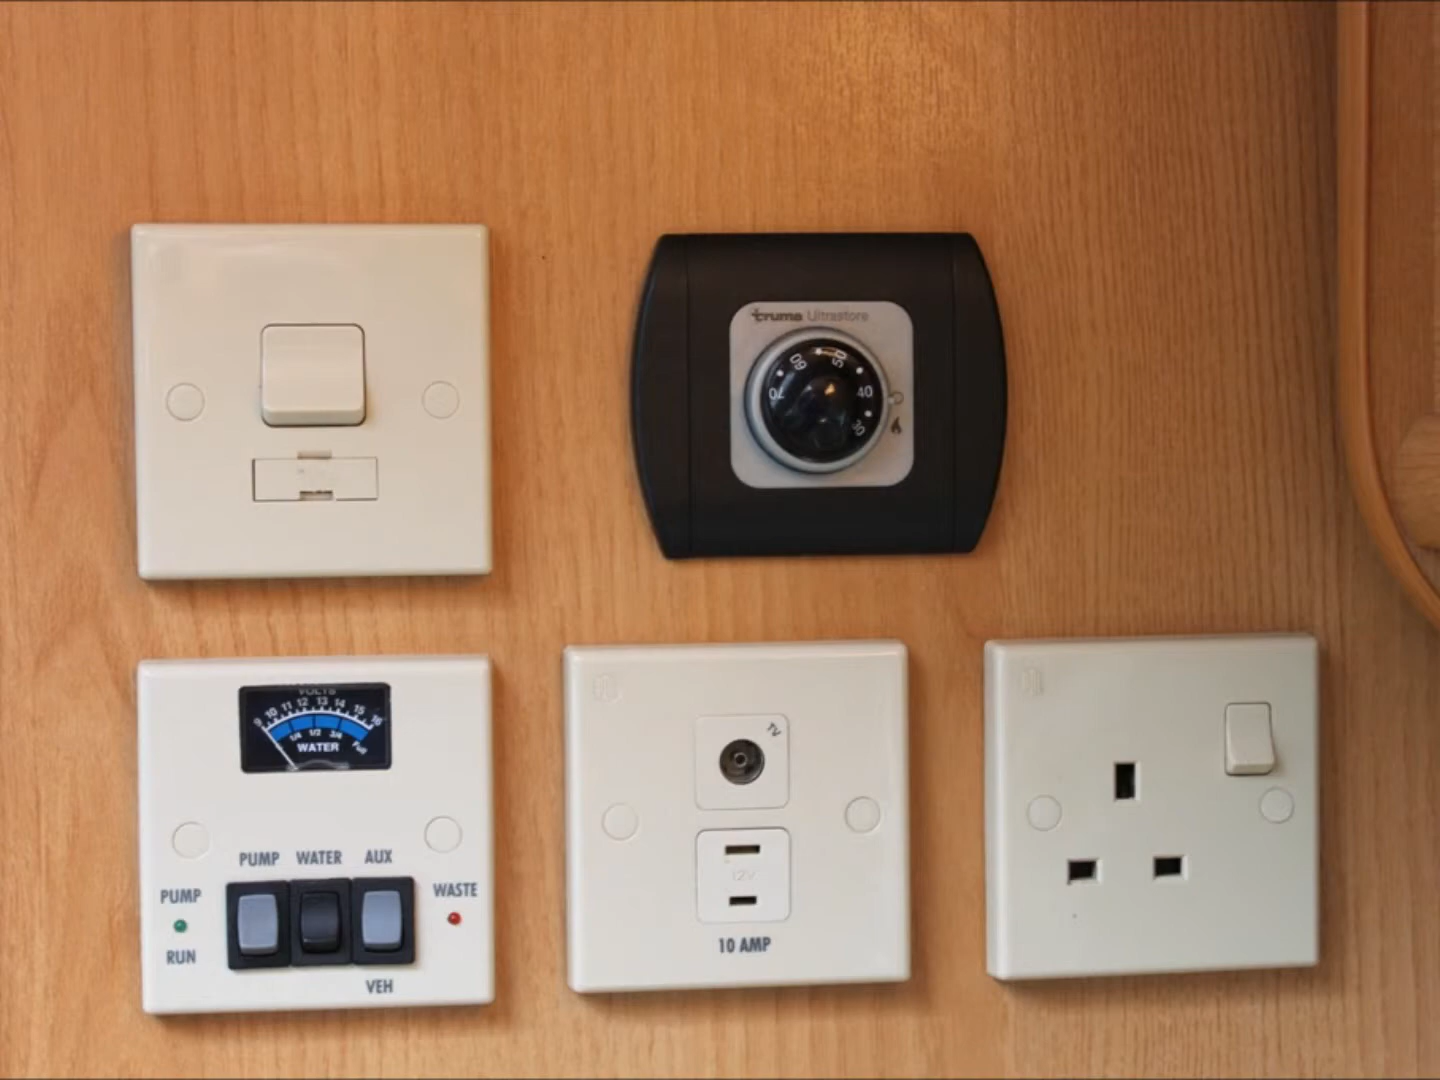 truma Ultrastore
70 60 50 40 30
VOLTS
9 10 11 12 13 14 15 16
1/4 1/2 3/4 Full
WATER
PUMP WATER AUX
PUMP
WASTE
RUN
VEH
TV
12V
10 AMP